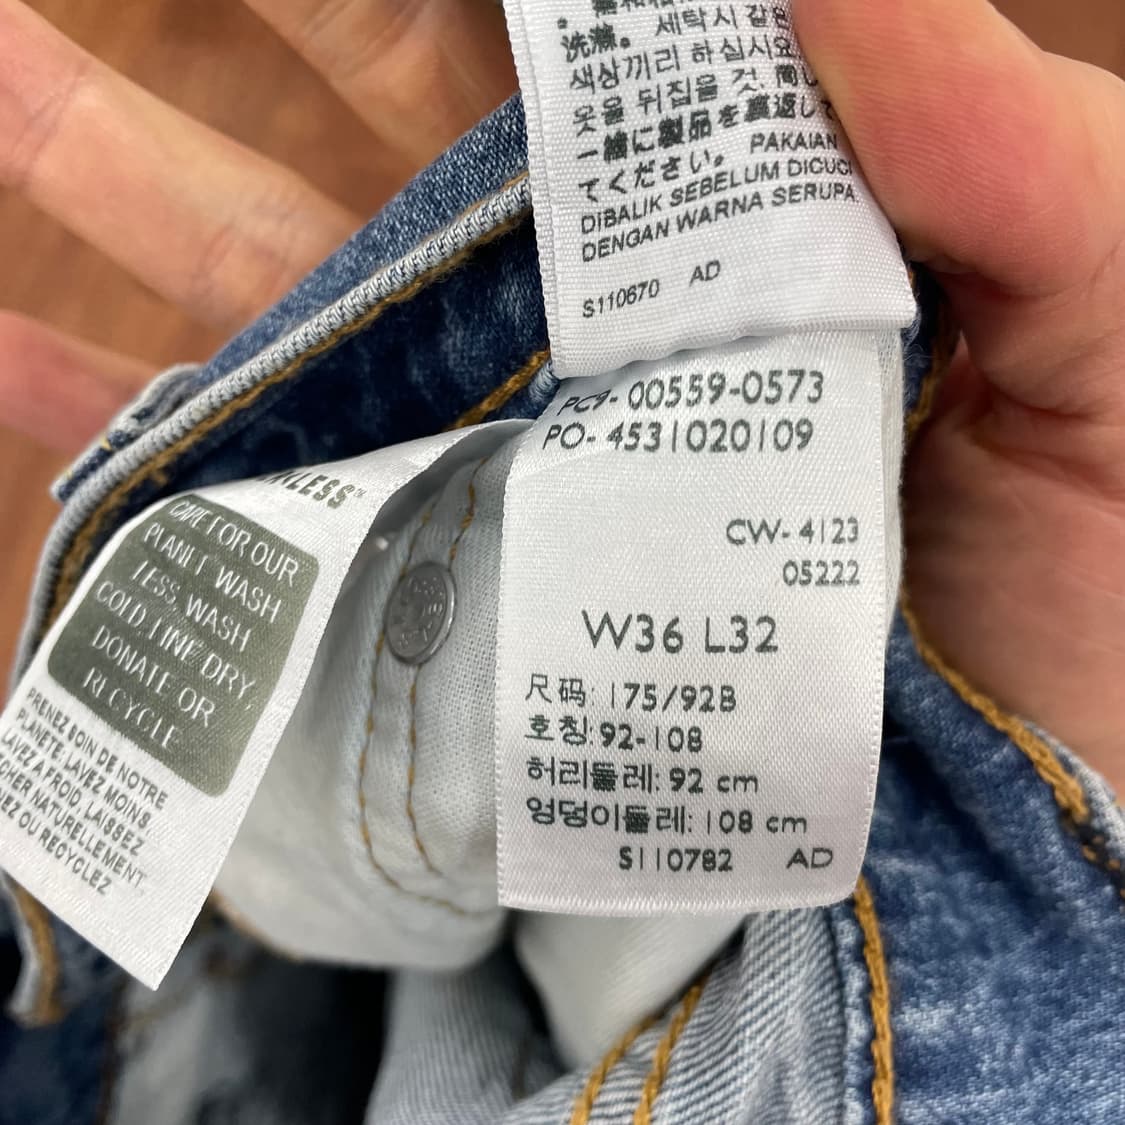 洗滌。 세탁시 같은
색상끼리 하십시오
옷을 뒤집을 것. 同じ
一緒に製品を裏返して
てください。 PAKAIAN
DIBALIK SEBELUM DICUCI
DENGAN WARNA SERUPA.
S110670 AD
PC9- 00559-0573
PO- 4531020109
CW- 4123
05222
W36 L32
尺码: 175/92B
호칭: 92-108
허리둘레: 92 cm
엉덩이둘레: 108 cm
S110782 AD
CARE FOR OUR
PLANET WASH
LESS, WASH
COLD, LINE DRY,
DONATE OR
RECYCLE
PRENEZ SOIN DE NOTRE
PLANÈTE: LAVEZ MOINS,
LAVEZ A FROID, LAISSEZ
NATURELLEMENT,
OU RECYCLEZ